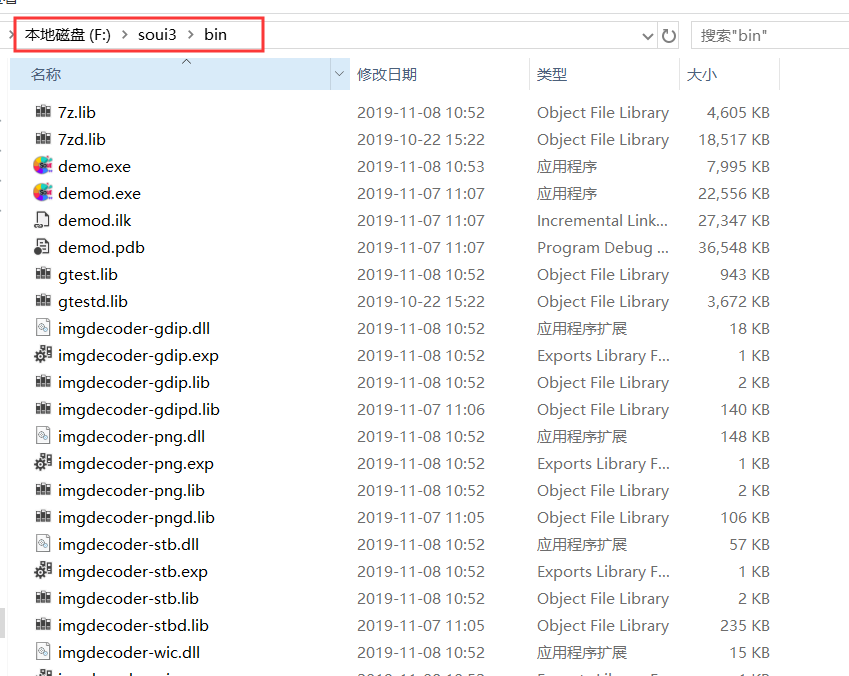 本地磁盘 (F:) > soui3 > bin 搜索"bin"
名称 修改日期 类型 大小
7z.lib 2019-11-08 10:52 Object File Library 4,605 KB
7zd.lib 2019-10-22 15:22 Object File Library 18,517 KB
demo.exe 2019-11-08 10:53 应用程序 7,995 KB
demod.exe 2019-11-07 11:07 应用程序 22,556 KB
demod.ilk 2019-11-07 11:07 Incremental Link... 27,347 KB
demod.pdb 2019-11-07 11:07 Program Debug ... 36,548 KB
gtest.lib 2019-11-08 10:52 Object File Library 943 KB
gtestd.lib 2019-10-22 15:22 Object File Library 3,672 KB
imgdecoder-gdip.dll 2019-11-08 10:52 应用程序扩展 18 KB
imgdecoder-gdip.exp 2019-11-08 10:52 Exports Library F... 1 KB
imgdecoder-gdip.lib 2019-11-08 10:52 Object File Library 2 KB
imgdecoder-gdipd.lib 2019-11-07 11:06 Object File Library 140 KB
imgdecoder-png.dll 2019-11-08 10:52 应用程序扩展 148 KB
imgdecoder-png.exp 2019-11-08 10:52 Exports Library F... 1 KB
imgdecoder-png.lib 2019-11-08 10:52 Object File Library 2 KB
imgdecoder-pngd.lib 2019-11-07 11:05 Object File Library 106 KB
imgdecoder-stb.dll 2019-11-08 10:52 应用程序扩展 57 KB
imgdecoder-stb.exp 2019-11-08 10:52 Exports Library F... 1 KB
imgdecoder-stb.lib 2019-11-08 10:52 Object File Library 2 KB
imgdecoder-stbd.lib 2019-11-07 11:05 Object File Library 235 KB
imgdecoder-wic.dll 2019-11-08 10:52 应用程序扩展 15 KB